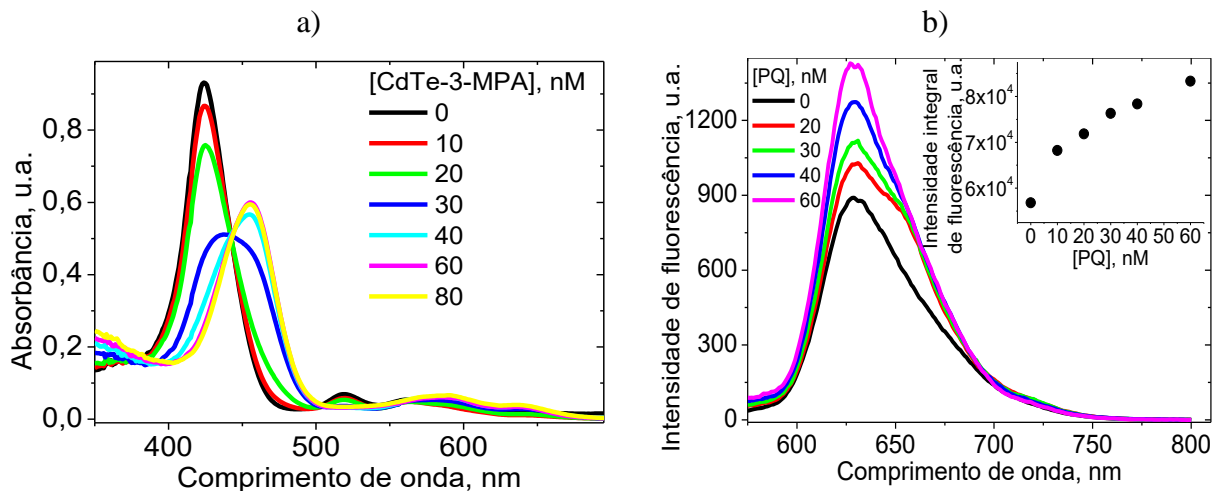 a)
Absorbância, u.a.
0,8
0,6
0,4
0,2
0,0
400
500
600
Comprimento de onda, nm
[CdTe-3-MPA], nM
0
10
20
30
40
60
80
b)
Intensidade de fluorescência, u.a.
1200
900
600
300
0
600
650
700
750
800
Comprimento de onda, nm
[PQ], nM
0
20
30
40
60
Intensidade integral
de fluorescência, u.a.
8x10⁴
7x10⁴
6x10⁴
0 10 20 30 40 50 60
[PQ], nM